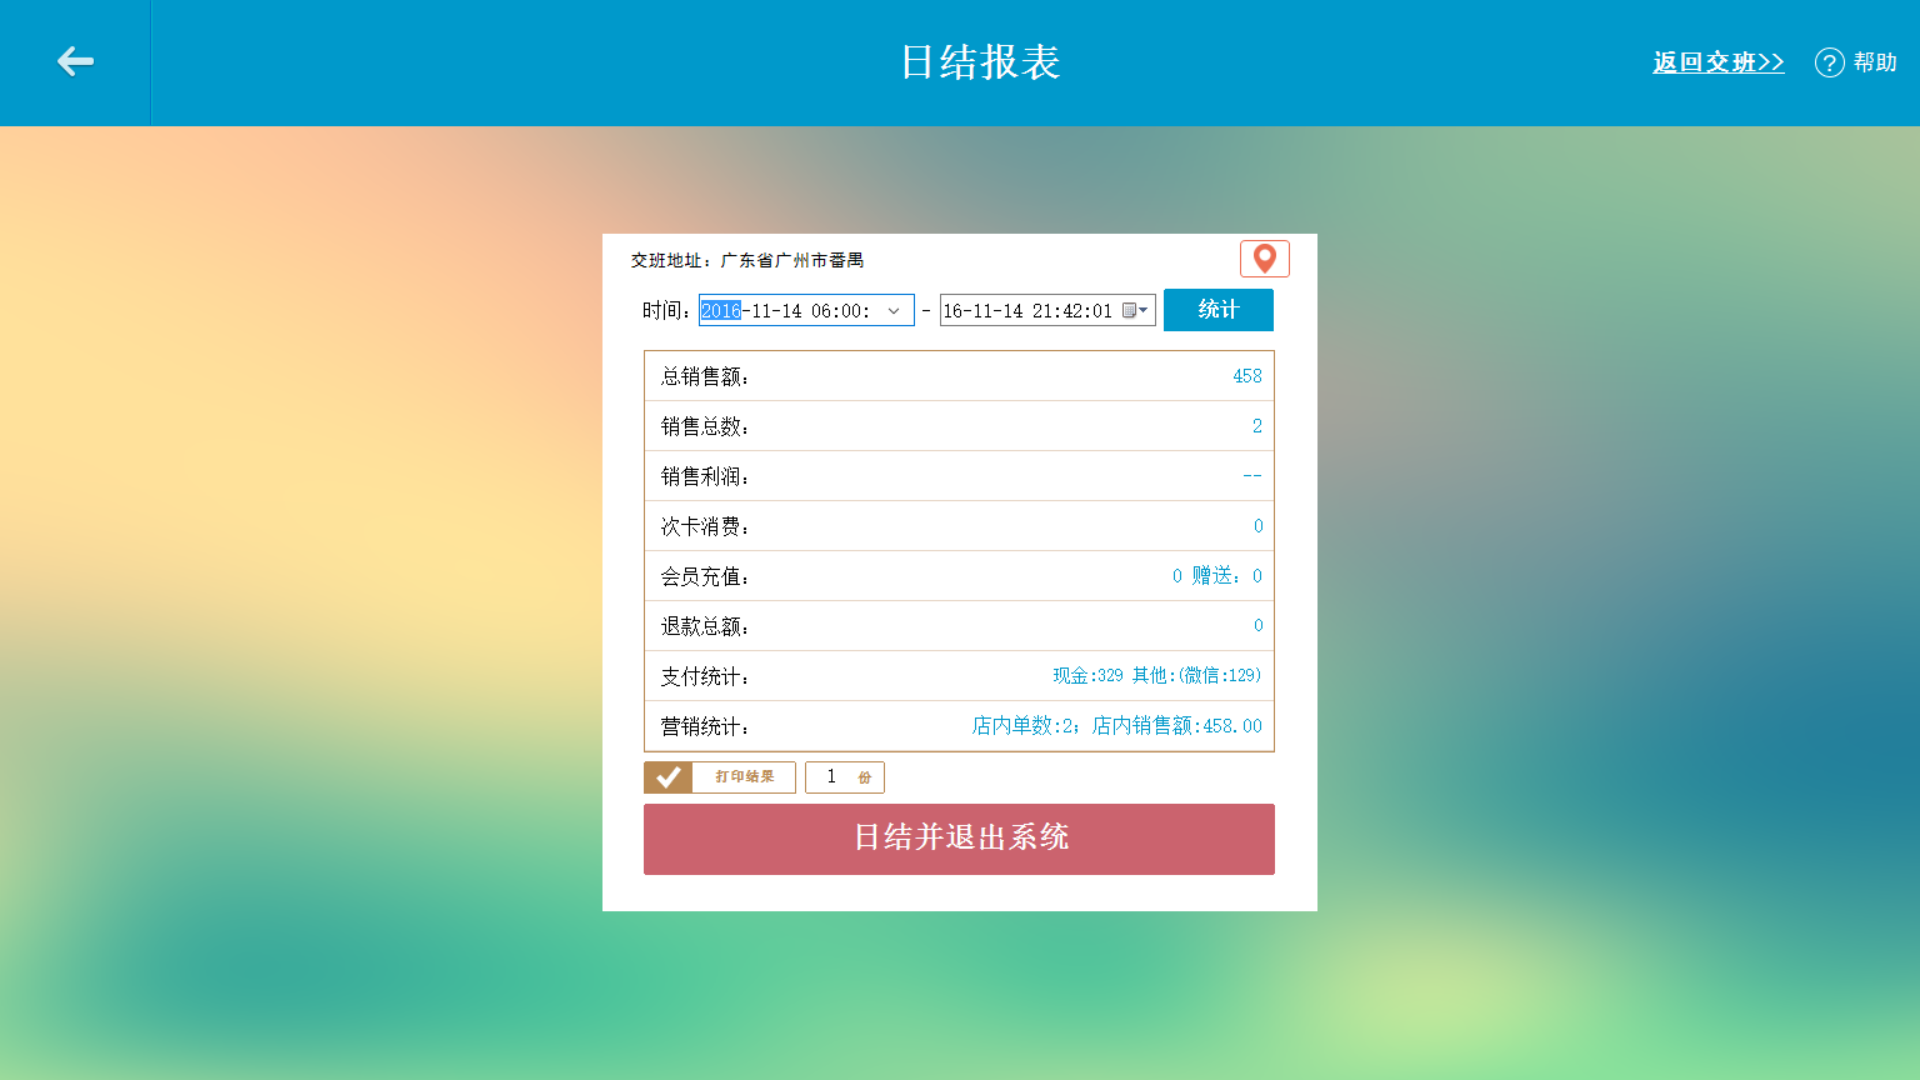 日结报表
返回交班>>
? 帮助
交班地址：广东省广州市番禺
时间：2016-11-14 06:00: - 16-11-14 21:42:01 统计
总销售额： 458
销售总数： 2
销售利润： --
次卡消费： 0
会员充值： 0 赠送：0
退款总额： 0
支付统计： 现金:329 其他:(微信:129)
营销统计： 店内单数:2；店内销售额:458.00
打印结果 1 份
日结并退出系统